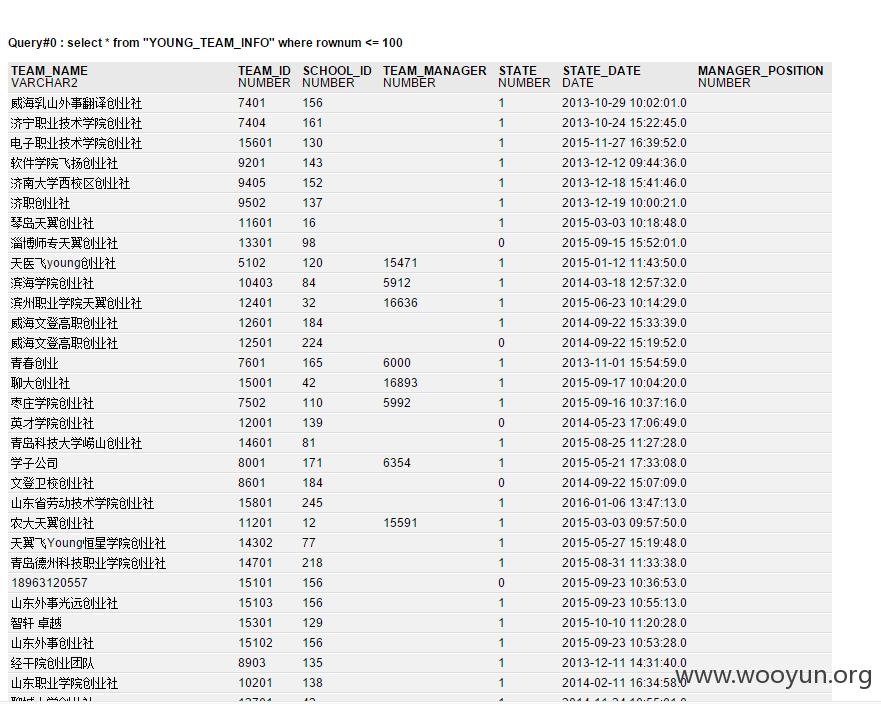 Query#0 : select * from "YOUNG_TEAM_INFO" where rownum <= 100
TEAM_NAME TEAM_ID SCHOOL_ID TEAM_MANAGER STATE STATE_DATE MANAGER_POSITION
VARCHAR2 NUMBER NUMBER NUMBER NUMBER DATE NUMBER
威海乳山外事翻译创业社 7401 156 1 2013-10-29 10:02:01.0
济宁职业技术学院创业社 7404 161 1 2013-10-24 15:22:45.0
电子职业技术学院创业社 15601 130 1 2015-11-27 16:39:52.0
软件学院飞扬创业社 9201 143 1 2013-12-12 09:44:36.0
济南大学西校区创业社 9405 152 1 2013-12-18 15:41:46.0
济职创业社 9502 137 1 2013-12-19 10:00:21.0
琴岛天翼创业社 11601 16 1 2015-03-03 10:18:48.0
淄博师专天翼创业社 13301 98 0 2015-09-15 15:52:01.0
天医飞young创业社 5102 120 15471 1 2015-01-12 11:43:50.0
滨海学院创业社 10403 84 5912 1 2014-03-18 12:57:32.0
滨州职业学院天翼创业社 12401 32 16636 1 2015-06-23 10:14:29.0
威海文登高职创业社 12601 184 1 2014-09-22 15:33:39.0
威海文登高职创业社 12501 224 0 2014-09-22 15:19:52.0
青春创业 7601 165 6000 1 2013-11-01 15:54:59.0
聊大创业社 15001 42 16893 1 2015-09-17 10:04:20.0
枣庄学院创业社 7502 110 5992 1 2015-09-16 10:37:16.0
英才学院创业社 12001 139 0 2014-05-23 17:06:49.0
青岛科技大学崂山创业社 14601 81 1 2015-08-25 11:27:28.0
学子公司 8001 171 6354 1 2015-05-21 17:33:08.0
文登卫校创业社 8601 184 0 2014-09-22 15:07:09.0
山东省劳动技术学院创业社 15801 245 1 2016-01-06 13:47:13.0
农大天翼创业社 11201 12 15591 1 2015-03-03 09:57:50.0
天翼飞Young恒星学院创业社 14302 77 1 2015-05-27 15:19:48.0
青岛德州科技职业学院创业社 14701 218 1 2015-08-31 11:33:38.0
18963120557 15101 156 0 2015-09-23 10:36:53.0
山东外事光远创业社 15103 156 1 2015-09-23 10:55:13.0
智轩 卓越 15301 129 1 2015-10-10 11:20:28.0
山东外事创业社 15102 156 1 2015-09-23 10:53:28.0
经干院创业团队 8903 135 1 2013-12-11 14:31:40.0
山东职业学院创业社 10201 138 1 2014-02-11 16:34:58.0
www.wooyun.org